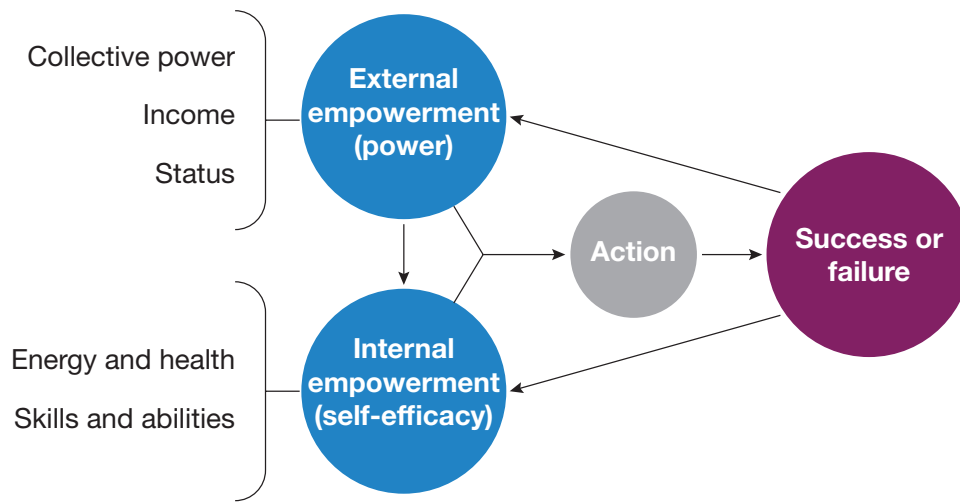 Collective power
Income
Status
External
empowerment
(power)
Action
Success or
failure
Energy and health
Skills and abilities
Internal
empowerment
(self-efficacy)